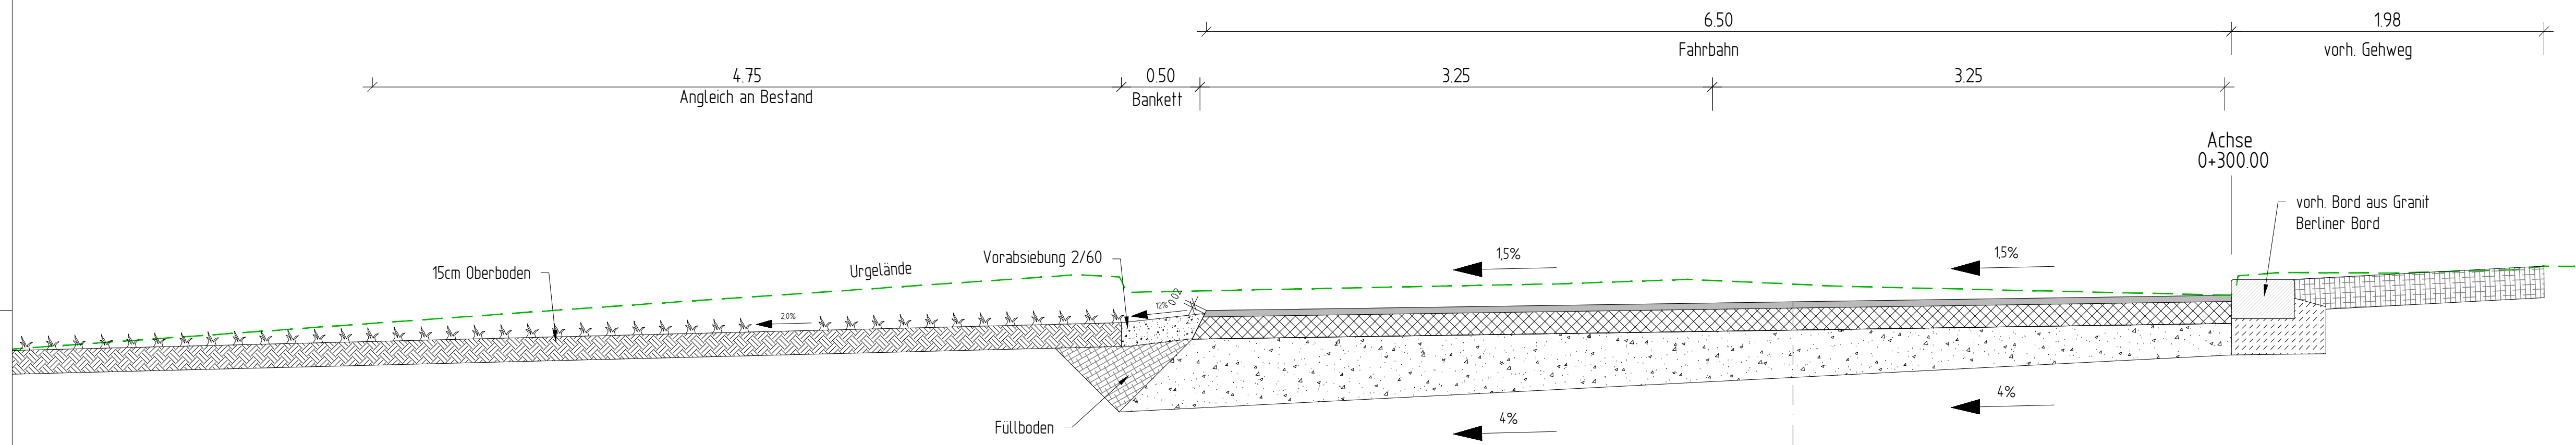 6.50
1.98
Fahrbahn
vorh. Gehweg
4.75
0.50
3.25
3.25
Angleich an Bestand
Bankett
Achse
0+300.00
vorh. Bord aus Granit
Berliner Bord
Vorabsiebung 2/60
1,5%
1,5%
15cm Oberboden
Urgelände
2,0%
12%
0.02
4%
4%
Füllboden